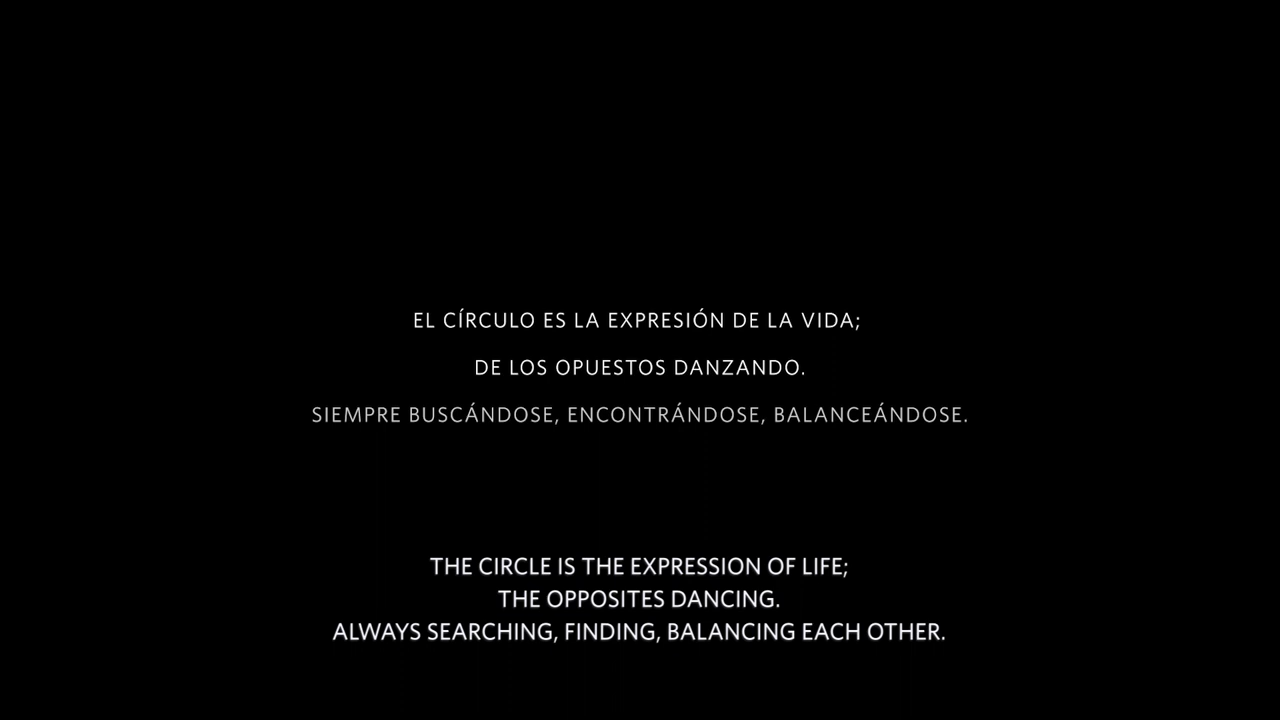 EL CÍRCULO ES LA EXPRESIÓN DE LA VIDA;
DE LOS OPUESTOS DANZANDO.
SIEMPRE BUSCÁNDOSE, ENCONTRÁNDOSE, BALANCEÁNDOSE.
THE CIRCLE IS THE EXPRESSION OF LIFE;
THE OPPOSITES DANCING.
ALWAYS SEARCHING, FINDING, BALANCING EACH OTHER.